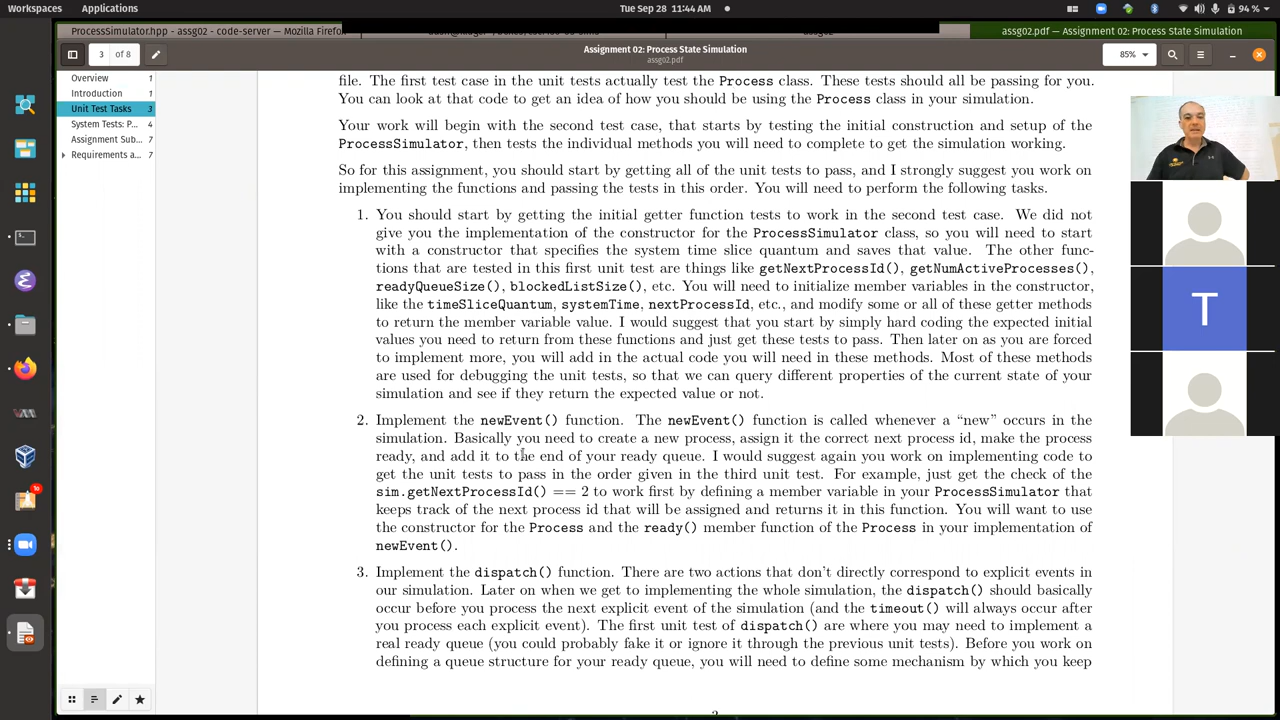 Workspaces
Applications
Tue Sep 28 11:44 AM
94 %
ProcessSimulator.hpp - assg02 - code-server — Mozilla Firefox
assg02.pdf — Assignment 02: Process State Simulation
3 of 8
Assignment 02: Process State Simulation
assg02.pdf
85%
Overview 1
Introduction 1
Unit Test Tasks 3
System Tests: P... 4
Assignment Sub... 7
Requirements a... 7
file. The first test case in the unit tests actually test the Process class. These tests should all be passing for you.
You can look at that code to get an idea of how you should be using the Process class in your simulation.
Your work will begin with the second test case, that starts by testing the initial construction and setup of the
ProcessSimulator, then tests the individual methods you will need to complete to get the simulation working.
So for this assignment, you should start by getting all of the unit tests to pass, and I strongly suggest you work on
implementing the functions and passing the tests in this order. You will need to perform the following tasks.
1. You should start by getting the initial getter function tests to work in the second test case. We did not
give you the implementation of the constructor for the ProcessSimulator class, so you will need to start
with a constructor that specifies the system time slice quantum and saves that value. The other func-
tions that are tested in this first unit test are things like getNextProcessId(), getNumActiveProcesses(),
readyQueueSize(), blockedListSize(), etc. You will need to initialize member variables in the constructor,
like the timeSliceQuantum, systemTime, nextProcessId, etc., and modify some or all of these getter methods
to return the member variable value. I would suggest that you start by simply hard coding the expected initial
values you need to return from these functions and just get these tests to pass. Then later on as you are forced
to implement more, you will add in the actual code you will need in these methods. Most of these methods
are used for debugging the unit tests, so that we can query different properties of the current state of your
simulation and see if they return the expected value or not.
2. Implement the newEvent() function. The newEvent() function is called whenever a “new” occurs in the
simulation. Basically you need to create a new process, assign it the correct next process id, make the process
ready, and add it to the end of your ready queue. I would suggest again you work on implementing code to
get the unit tests to pass in the order given in the third unit test. For example, just get the check of the
sim.getNextProcessId() == 2 to work first by defining a member variable in your ProcessSimulator that
keeps track of the next process id that will be assigned and returns it in this function. You will want to use
the constructor for the Process and the ready() member function of the Process in your implementation of
newEvent().
3. Implement the dispatch() function. There are two actions that don’t directly correspond to explicit events in
our simulation. Later on when we get to implementing the whole simulation, the dispatch() should basically
occur before you process the next explicit event of the simulation (and the timeout() will always occur after
you process each explicit event). The first unit test of dispatch() are where you may need to implement a
real ready queue (you could probably fake it or ignore it through the previous unit tests). Before you work on
defining a queue structure for your ready queue, you will need to define some mechanism by which you keep
T